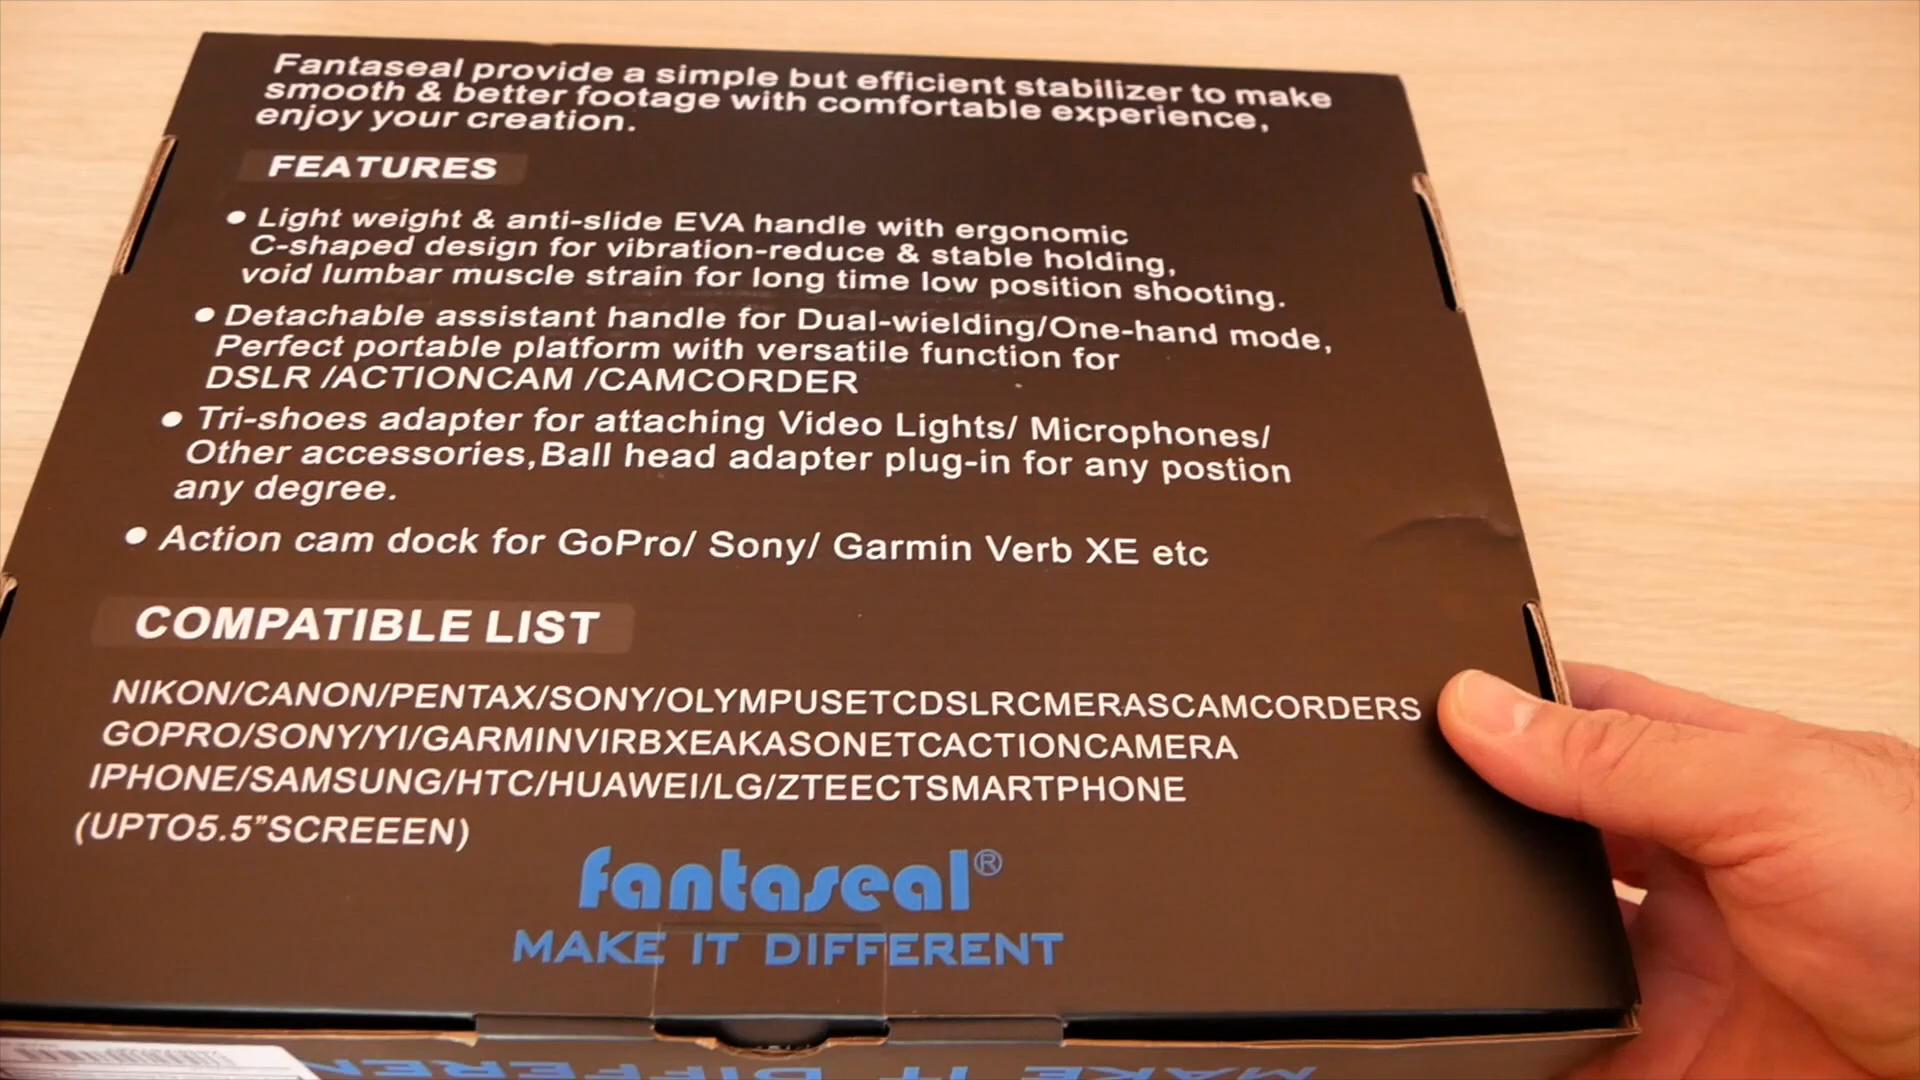 Fantaseal provide a simple but efficient stabilizer to make
smooth & better footage with comfortable experience,
enjoy your creation.
FEATURES
● Light weight & anti-slide EVA handle with ergonomic
C-shaped design for vibration-reduce & stable holding,
void lumbar muscle strain for long time low position shooting.
● Detachable assistant handle for Dual-wielding/One-hand mode,
Perfect portable platform with versatile function for
DSLR /ACTIONCAM /CAMCORDER
● Tri-shoes adapter for attaching Video Lights/ Microphones/
Other accessories,Ball head adapter plug-in for any postion
any degree.
● Action cam dock for GoPro/ Sony/ Garmin Verb XE etc
COMPATIBLE LIST
NIKON/CANON/PENTAX/SONY/OLYMPUSETCDSLRCMERASCAMCORDERS
GOPRO/SONY/YI/GARMINVIRBXEAKASONETCACTIONCAMERA
IPHONE/SAMSUNG/HTC/HUAWEI/LG/ZTEECTSMARTPHONE
(UPTO5.5”SCREEEN)
fantaseal®
MAKE IT DIFFERENT
MAKE IT DIFFEREN